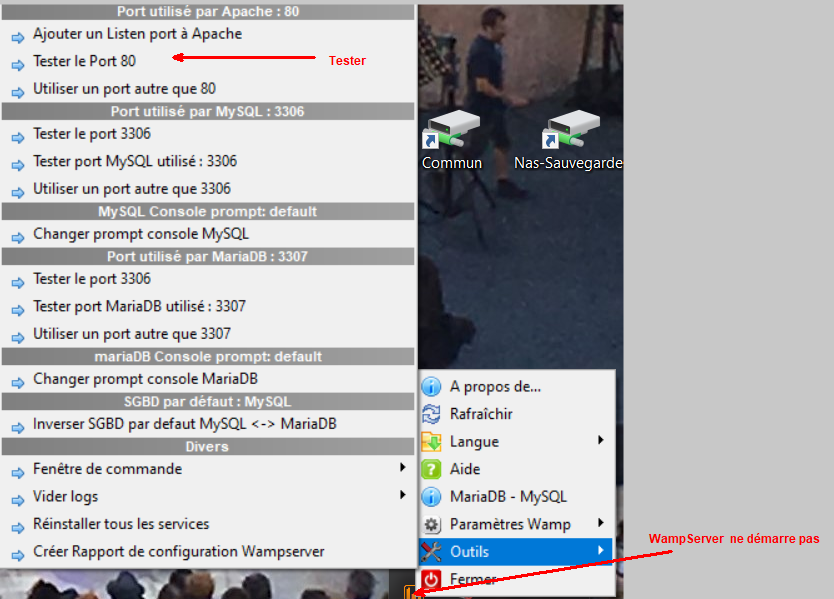 Port utilisé par Apache : 80
Ajouter un Listen port à Apache
Tester le Port 80
Tester
Utiliser un port autre que 80
Port utilisé par MySQL : 3306
Tester le port 3306
Tester port MySQL utilisé : 3306
Utiliser un port autre que 3306
MySQL Console prompt: default
Changer prompt console MySQL
Port utilisé par MariaDB : 3307
Tester le port 3306
Tester port MariaDB utilisé : 3307
Utiliser un port autre que 3307
mariaDB Console prompt: default
Changer prompt console MariaDB
SGBD par défaut : MySQL
Inverser SGBD par defaut MySQL <-> MariaDB
Divers
Fenêtre de commande
Vider logs
Réinstaller tous les services
Créer Rapport de configuration Wampserver
Commun
Nas-Sauvegarde
A propos de...
Rafraîchir
Langue
Aide
MariaDB - MySQL
Paramètres Wamp
Outils
Fermer
WampServer ne démarre pas